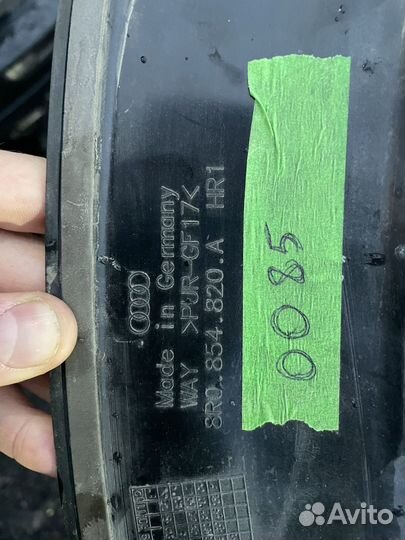 Made in Germany
WAY >PUR-GF17<
8R0.854.820.A HR1
0085
Avito